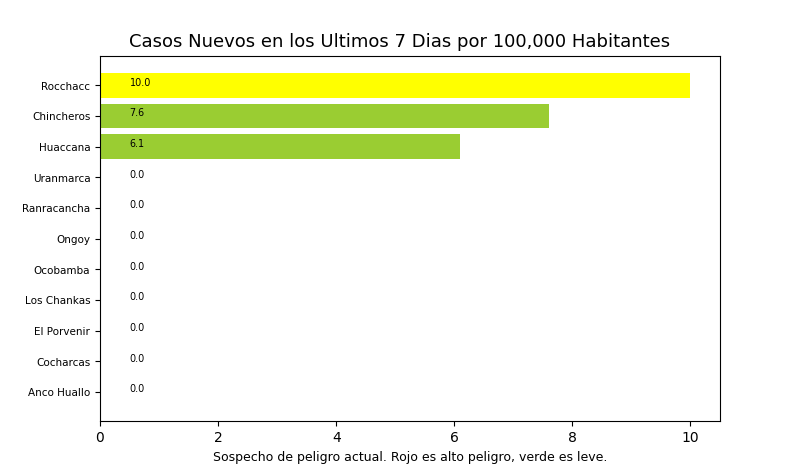 Casos Nuevos en los Ultimos 7 Dias por 100,000 Habitantes
Rocchacc 10.0
Chincheros 7.6
Huaccana 6.1
Uranmarca 0.0
Ranracancha 0.0
Ongoy 0.0
Ocobamba 0.0
Los Chankas 0.0
El Porvenir 0.0
Cocharcas 0.0
Anco Huallo 0.0
0 2 4 6 8 10
Sospecho de peligro actual. Rojo es alto peligro, verde es leve.